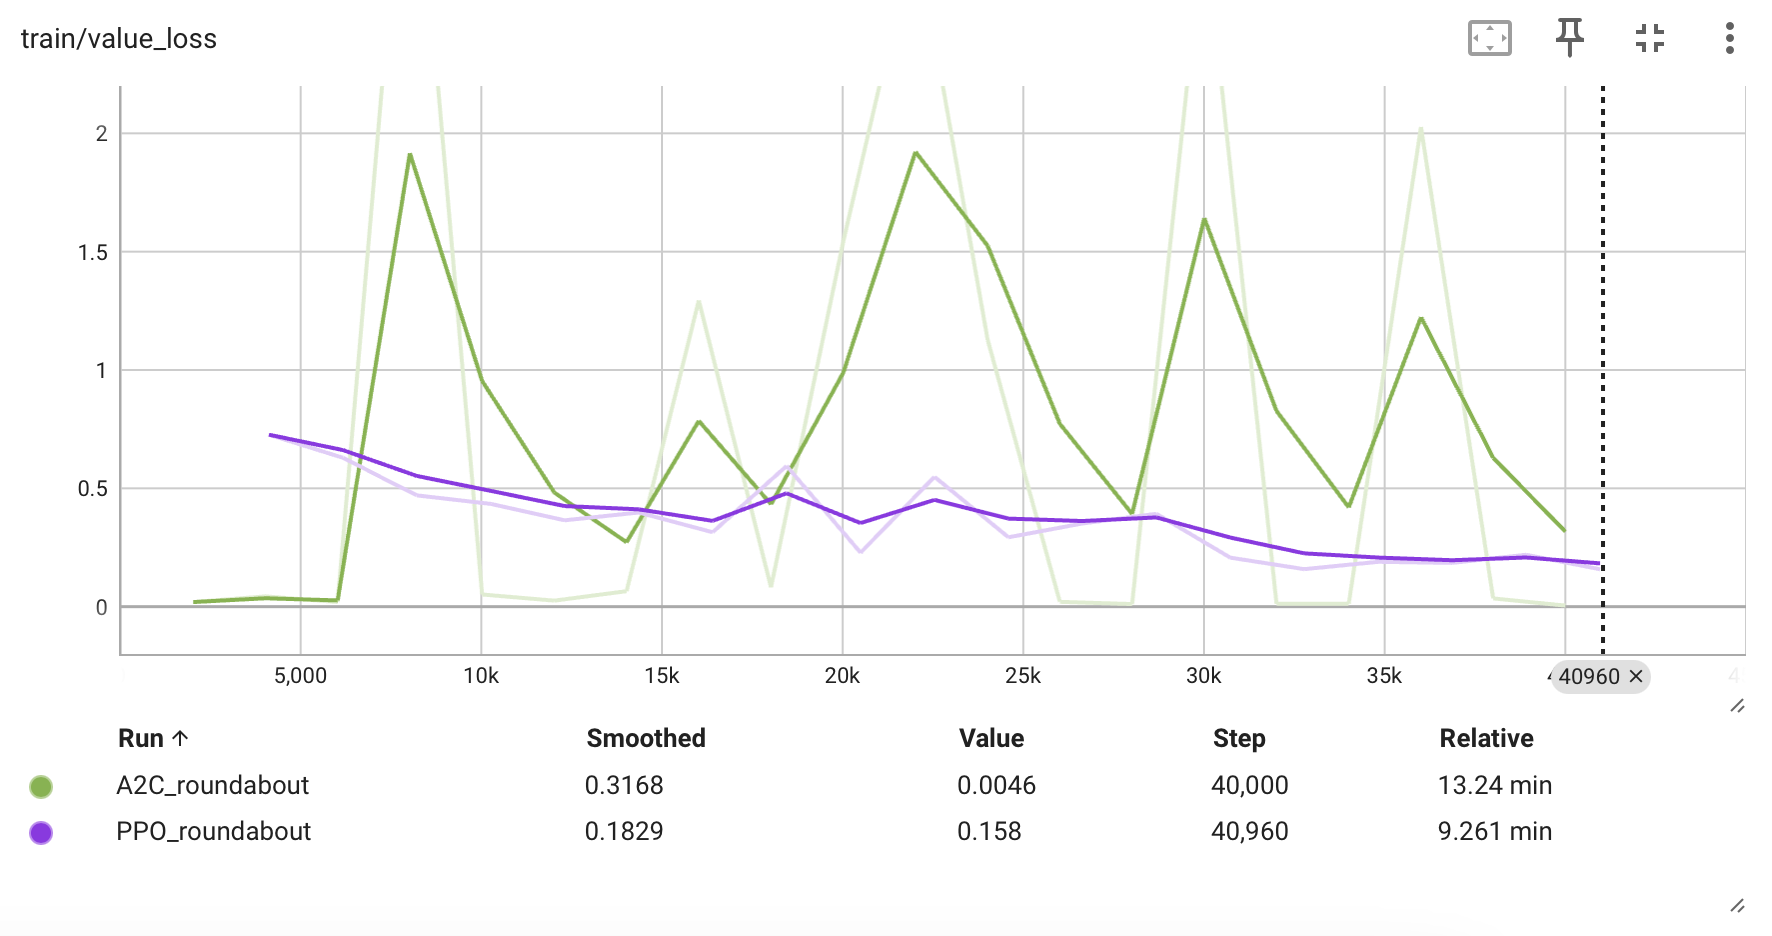 train/value_loss
2
1.5
1
0.5
0
5,000 10k 15k 20k 25k 30k 35k 40960 ✕
Run ↑ Smoothed Value Step Relative
A2C_roundabout 0.3168 0.0046 40,000 13.24 min
PPO_roundabout 0.1829 0.158 40,960 9.261 min